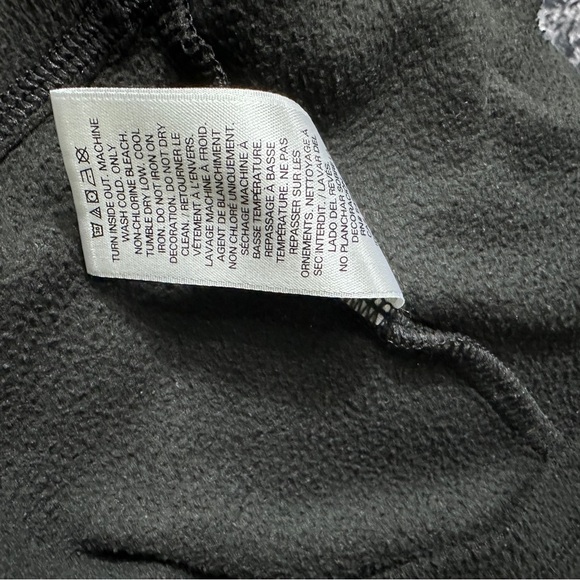 TURN INSIDE OUT. MACHINE
WASH COLD. ONLY
NON-CHLORINE BLEACH.
TUMBLE DRY LOW. COOL
IRON. DO NOT IRON ON
DECORATION. DO NOT DRY
CLEAN. / RETOURNER LE
VÊTEMENT À L'ENVERS.
LAVAGE MACHINE À FROID.
AGENT DE BLANCHIMENT
NON CHLORÉ UNIQUEMENT.
SÉCHAGE MACHINE À
BASSE TEMPÉRATURE.
REPASSAGE À BASSE
TEMPÉRATURE. NE PAS
REPASSER SUR LES
ORNEMENTS. NETTOYAGE À
SEC INTERDIT. / LAVAR DEL
LADO DEL REVÉS.
NO PLANCHAR